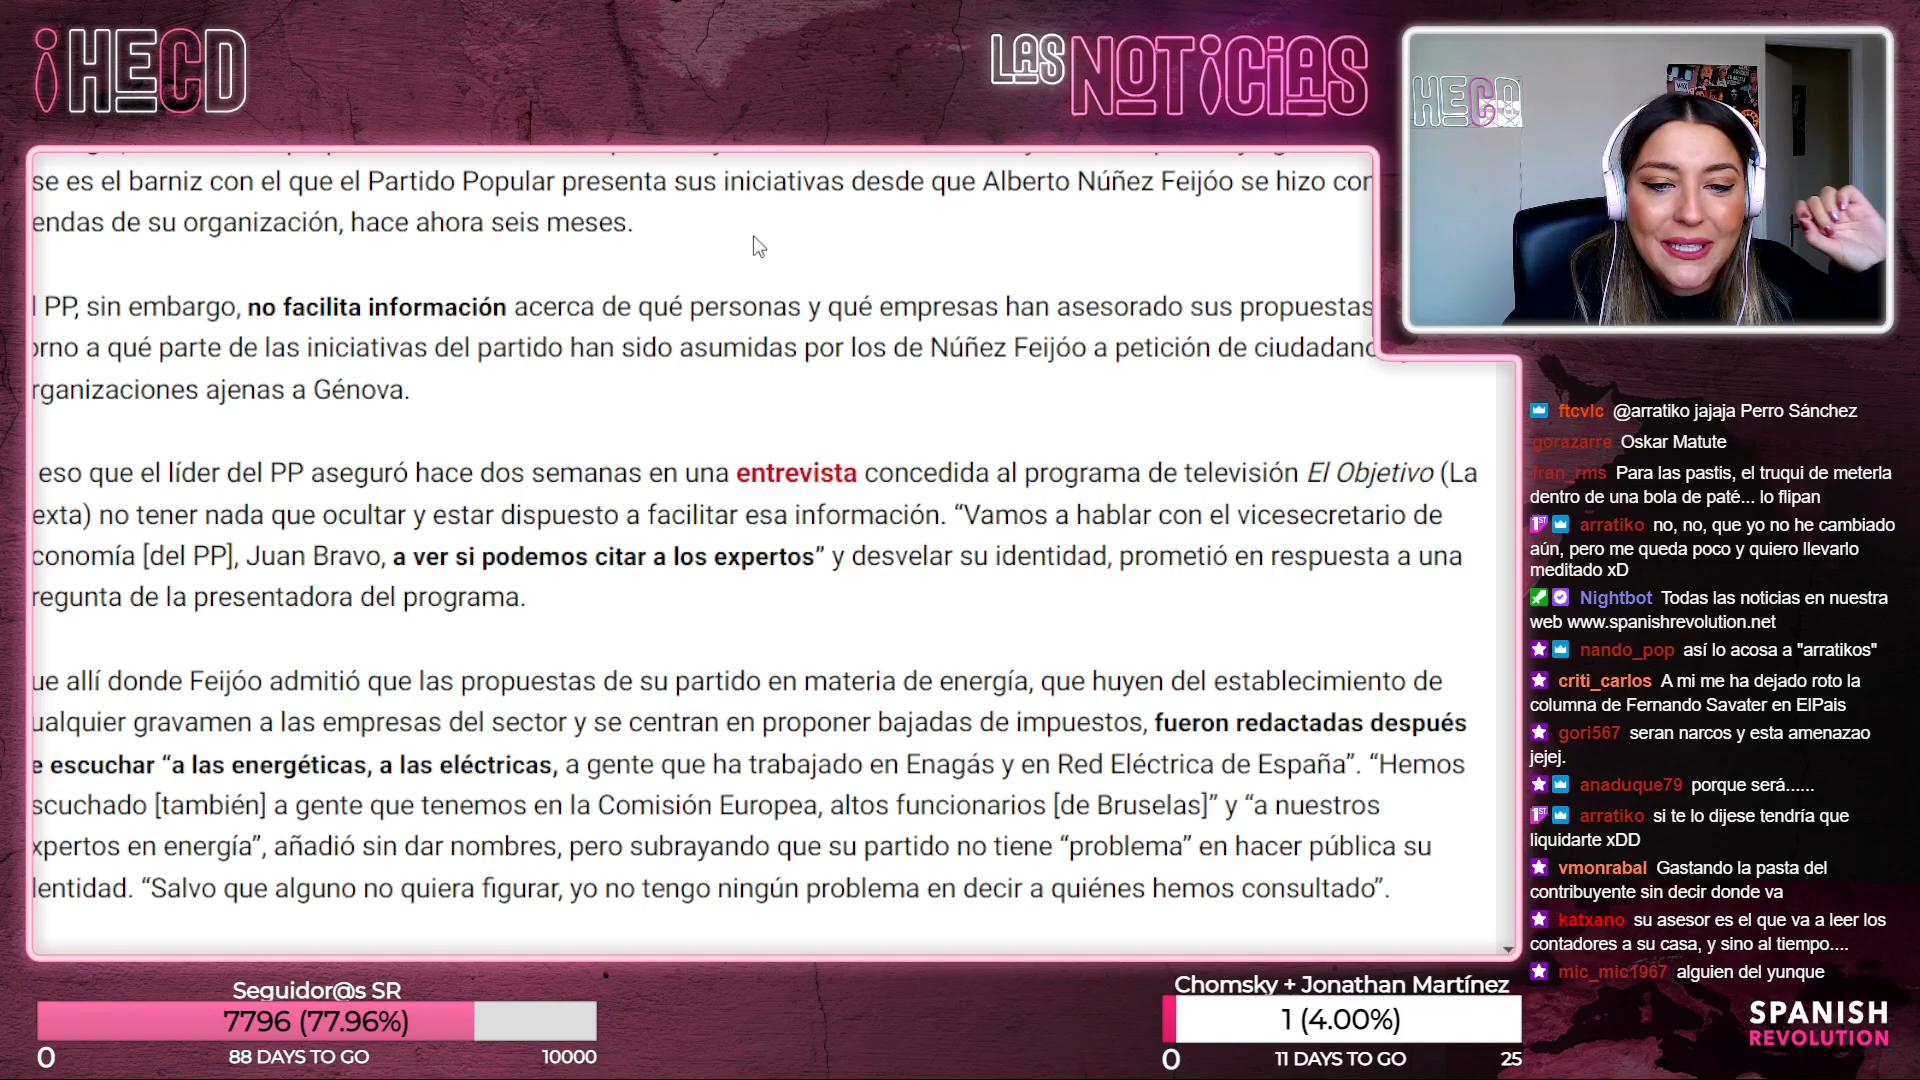 ¡HECD
LAS NOTICIAS
HECD
se es el barniz con el que el Partido Popular presenta sus iniciativas desde que Alberto Núñez Feijóo se hizo con
endas de su organización, hace ahora seis meses.
l PP, sin embargo, no facilita información acerca de qué personas y qué empresas han asesorado sus propuestas
orno a qué parte de las iniciativas del partido han sido asumidas por los de Núñez Feijóo a petición de ciudadano
rganizaciones ajenas a Génova.
eso que el líder del PP aseguró hace dos semanas en una entrevista concedida al programa de televisión El Objetivo (La
exta) no tener nada que ocultar y estar dispuesto a facilitar esa información. “Vamos a hablar con el vicesecretario de
conomía [del PP], Juan Bravo, a ver si podemos citar a los expertos” y desvelar su identidad, prometió en respuesta a una
regunta de la presentadora del programa.
ue allí donde Feijóo admitió que las propuestas de su partido en materia de energía, que huyen del establecimiento de
ualquier gravamen a las empresas del sector y se centran en proponer bajadas de impuestos, fueron redactadas después
e escuchar “a las energéticas, a las eléctricas, a gente que ha trabajado en Enagás y en Red Eléctrica de España”. “Hemos
scuchado [también] a gente que tenemos en la Comisión Europea, altos funcionarios [de Bruselas]” y “a nuestros
xpertos en energía”, añadió sin dar nombres, pero subrayando que su partido no tiene “problema” en hacer pública su
dentidad. “Salvo que alguno no quiera figurar, yo no tengo ningún problema en decir a quiénes hemos consultado”.
ftcvlc @arratiko jajaja Perro Sánchez
gorazarre Oskar Matute
fran_rms Para las pastis, el truqui de meterla
dentro de una bola de paté... lo flipan
1ST arratiko no, no, que yo no he cambiado
aún, pero me queda poco y quiero llevarlo
meditado xD
Nightbot Todas las noticias en nuestra
web www.spanishrevolution.net
nando_pop así lo acosa a "arratikos"
criti_carlos A mi me ha dejado roto la
columna de Fernando Savater en ElPais
gori567 seran narcos y esta amenazao
jejej.
anaduque79 porque será......
1ST arratiko si te lo dijese tendría que
liquidarte xDD
vmonrabal Gastando la pasta del
contribuyente sin decir donde va
katxano su asesor es el que va a leer los
contadores a su casa, y sino al tiempo....
mic_mic1967 alguien del yunque
Seguidor@s SR
7796 (77.96%)
0 88 DAYS TO GO 10000
Chomsky + Jonathan Martínez
1 (4.00%)
0 11 DAYS TO GO 25
SPANISH
REVOLUTION